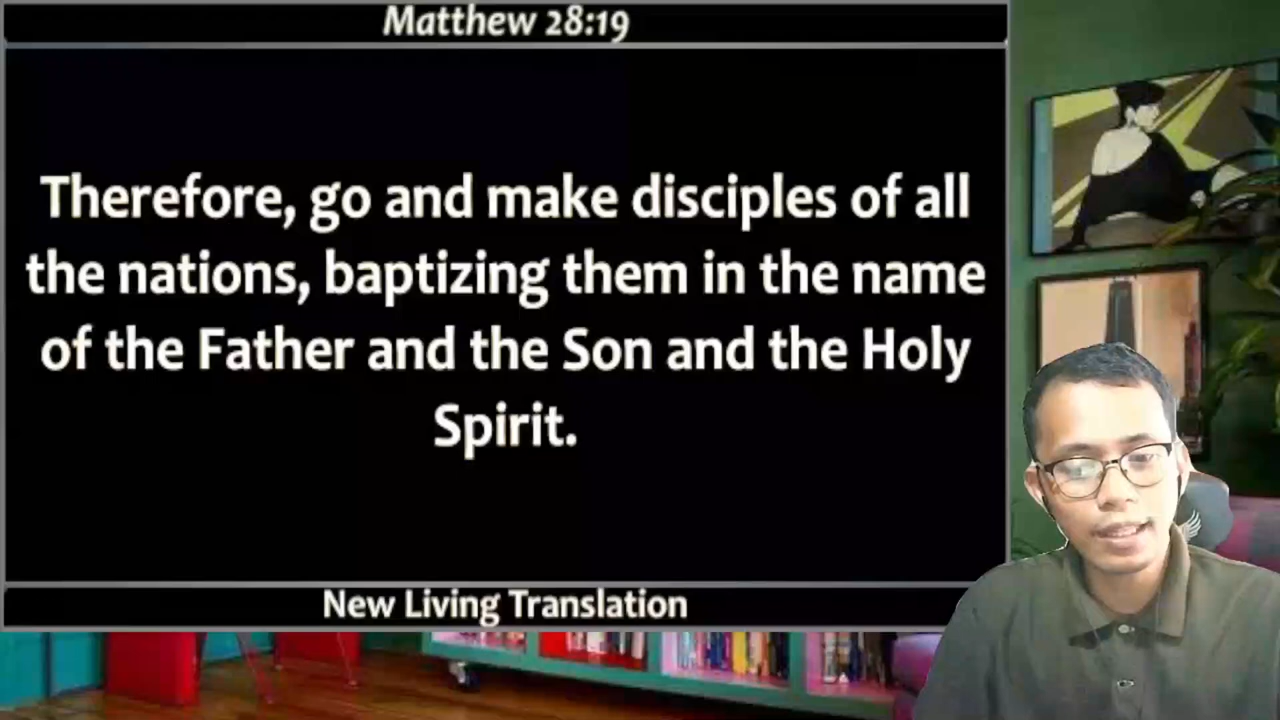 Matthew 28:19
Therefore, go and make disciples of all
the nations, baptizing them in the name
of the Father and the Son and the Holy
Spirit.
New Living Translation